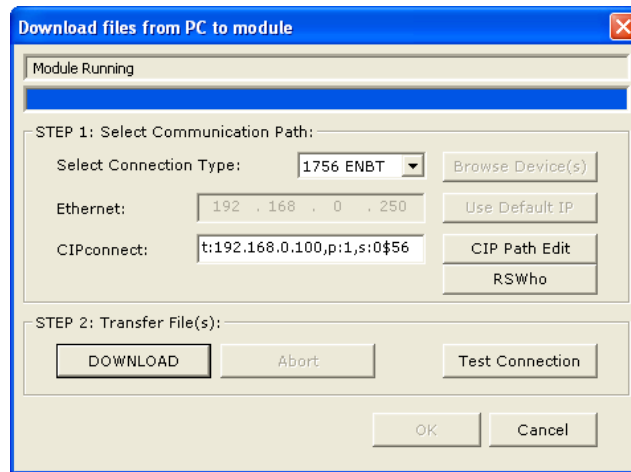 Download files from PC to module
Module Running
STEP 1: Select Communication Path:
Select Connection Type: 1756 ENBT Browse Device(s)
Ethernet: 192 . 168 . 0 . 250 Use Default IP
CIPconnect: t:192.168.0.100,p:1,s:0$56 CIP Path Edit
RSWho
STEP 2: Transfer File(s):
DOWNLOAD Abort Test Connection
OK Cancel